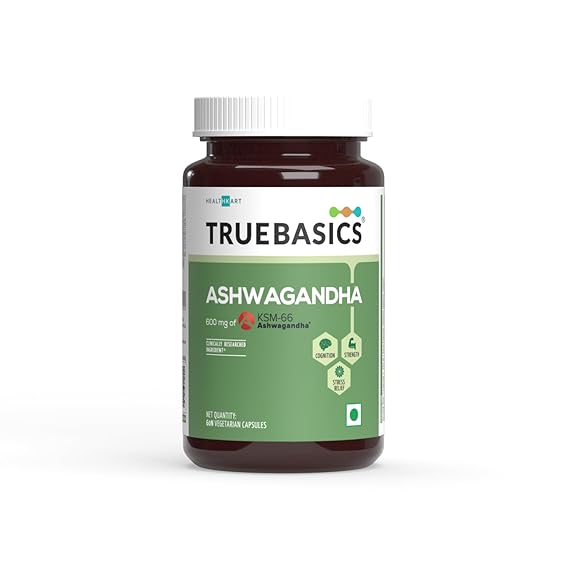 HEALTHKART
TRUEBASICS®
ASHWAGANDHA
600 mg of KSM-66
Ashwagandha®
CLINICALLY RESEARCHED
INGREDIENT^
COGNITION
STRENGTH
STRESS
RELIEF
NET QUANTITY:
60N VEGETARIAN CAPSULES